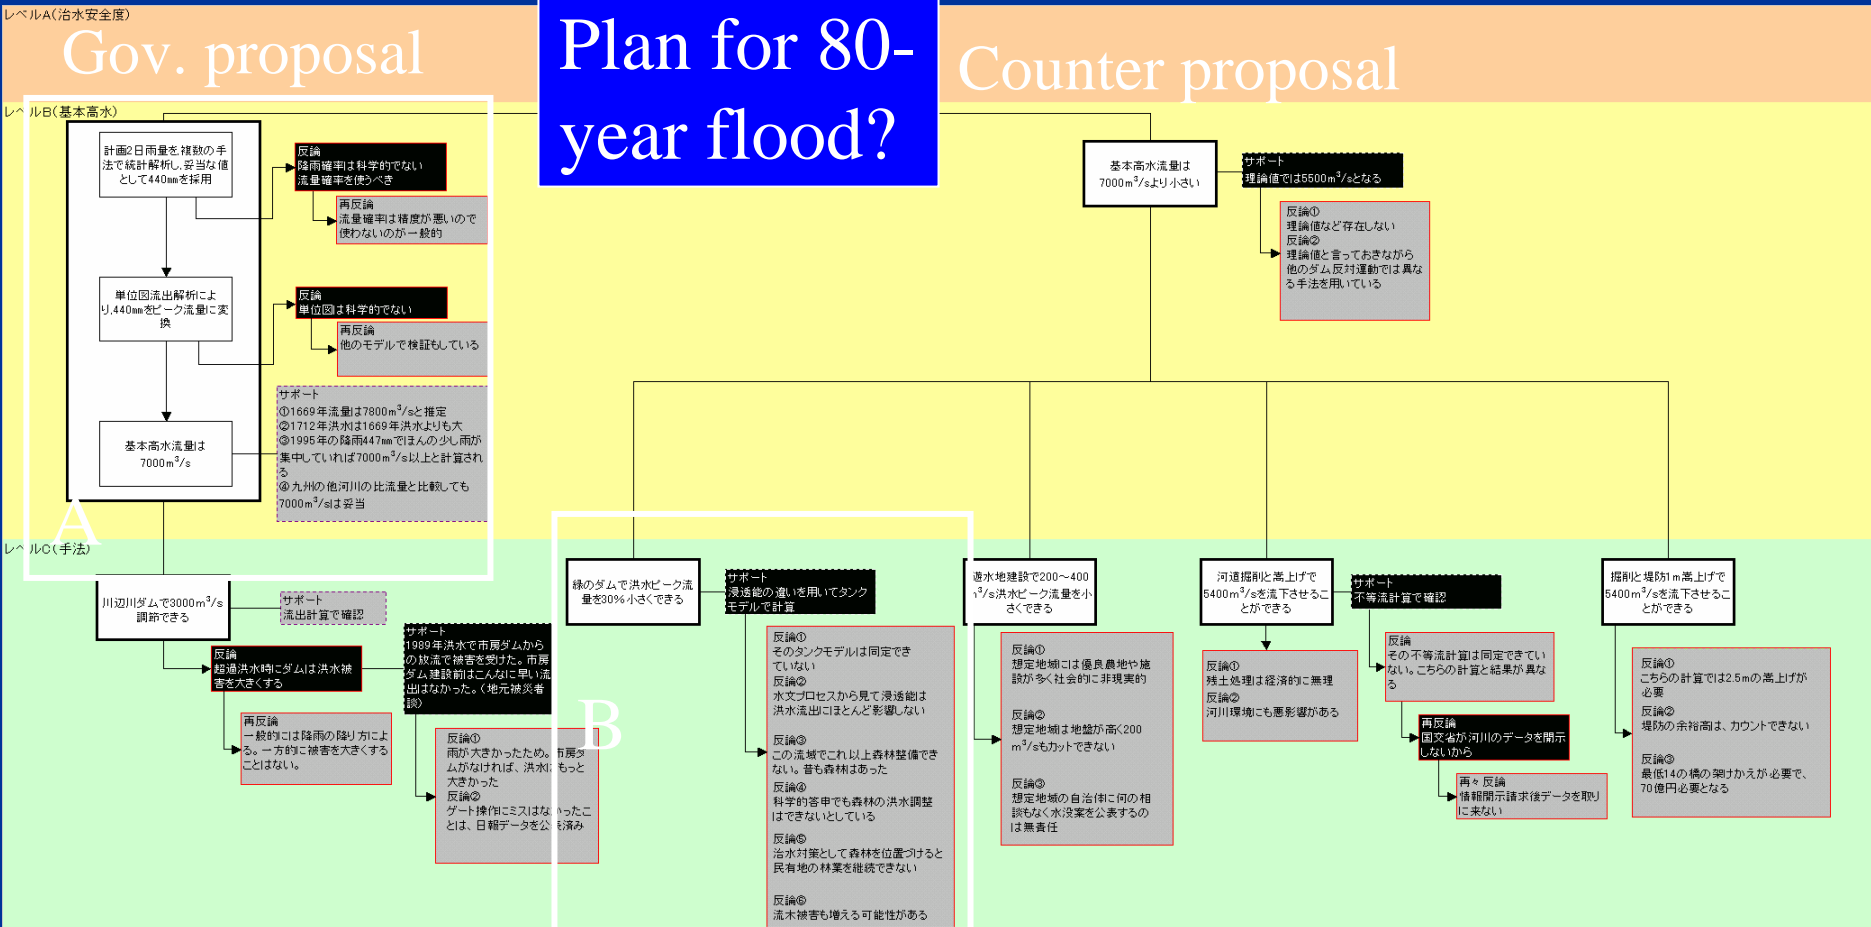 レベルA(治水安全度)
Gov. proposal
Plan for 80-
year flood?
Counter proposal
レベルB(基本高水)
計画2日雨量を,複数の手
法で統計解析し,妥当な値
として440mmを採用
反論
降雨確率は科学的でない
流量確率を使うべき
再反論
流量確率は精度が悪いので
使わないのが一般的
単位図流出解析によ
り,440mmをピーク流量に変
換
反論
単位図は科学的でない
再反論
他のモデルで検証もしている
基本高水流量は
7000m³/s
サポート
①1669年流量は7800m³/sと推定
②1712年洪水は1669年洪水よりも大
③1995年の降雨447mmでほんの少し雨が
集中していれば7000m³/s以上と計算され
る
④九州の他河川の比流量と比較しても
7000m³/sは妥当
A
基本高水流量は
7000m³/sより小さい
サポート
理論値では5500m³/sとなる
反論①
理論値など存在しない
反論②
理論値と言っておきながら
他のダム反対運動では異な
る手法を用いている
レベルC(手法)
川辺川ダムで3000m³/s
調節できる
サポート
流出計算で確認
反論
超過洪水時にダムは洪水被
害を大きくする
再反論
一般的には降雨の降り方によ
る。一方的に被害を大きくする
ことはない。
サポート
1989年洪水で市房ダムから
の放流で被害を受けた。市房
ダム建設前はこんなに早い流
出はなかった。(地元被災者
談)
反論①
雨が大きかったため。市房ダ
ムがなければ、洪水はもっと
大きかった
反論②
ゲート操作にミスはなかったこ
とは、日報データを公表済み
B
緑のダムで洪水ピーク流
量を30%小さくできる
サポート
浸透能の違いを用いてタンク
モデルで計算
反論①
そのタンクモデルは同定でき
ていない
反論②
水文プロセスから見て浸透能は
洪水流出にほとんど影響しない
反論③
この流域でこれ以上森林整備でき
ない。昔も森林はあった
反論④
科学的答申でも森林の洪水調整
はできないとしている
反論⑤
治水対策として森林を位置づけると
民有地の林業を継続できない
反論⑥
流木被害も増える可能性がある
遊水地建設で200～400
m³/s洪水ピーク流量を小
さくできる
反論①
想定地域には優良農地や施
設が多く社会的に非現実的
反論②
想定地域は地盤が高く200
m³/sもカットできない
反論③
想定地域の自治体に何の相
談もなく水没案を公表するの
は無責任
河道掘削と嵩上げで
5400m³/sを流下させるこ
とができる
サポート
不等流計算で確認
反論①
残土処理は経済的に無理
反論②
河川環境にも悪影響がある
反論
その不等流計算は同定できてい
ない。こちらの計算と結果が異な
る
再反論
国交省が河川のデータを開示
しないから
再々反論
情報開示請求後データを取り
に来ない
掘削と堤防1m嵩上げで
5400m³/sを流下させるこ
とができる
反論①
こちらの計算では2.5mの嵩上げが
必要
反論②
堤防の余裕高は、カウントできない
反論③
最低14の橋の架けかえが必要で、
70億円必要となる